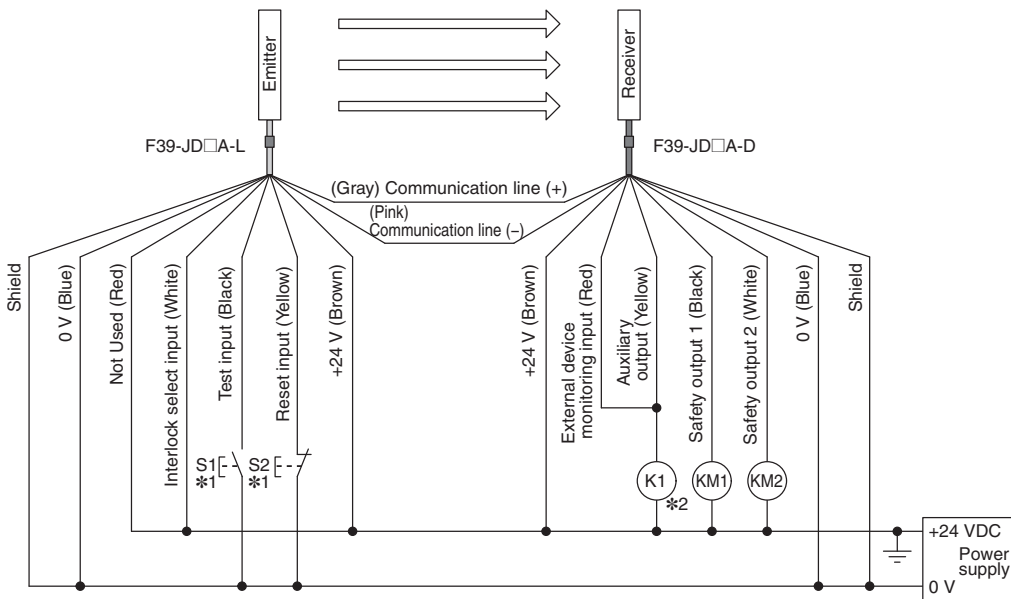 Emitter
Receiver
F39-JD□A-L
F39-JD□A-D
(Gray) Communication line (+)
(Pink)
Communication line (–)
Shield
0 V (Blue)
Not Used (Red)
Interlock select input (White)
Test input (Black)
Reset input (Yellow)
+24 V (Brown)
+24 V (Brown)
External device
monitoring input (Red)
Auxiliary
output (Yellow)
Safety output 1 (Black)
Safety output 2 (White)
0 V (Blue)
Shield
S1
✱1
S2
✱1
K1
✱2
KM1
KM2
+24 VDC
Power
supply
0 V